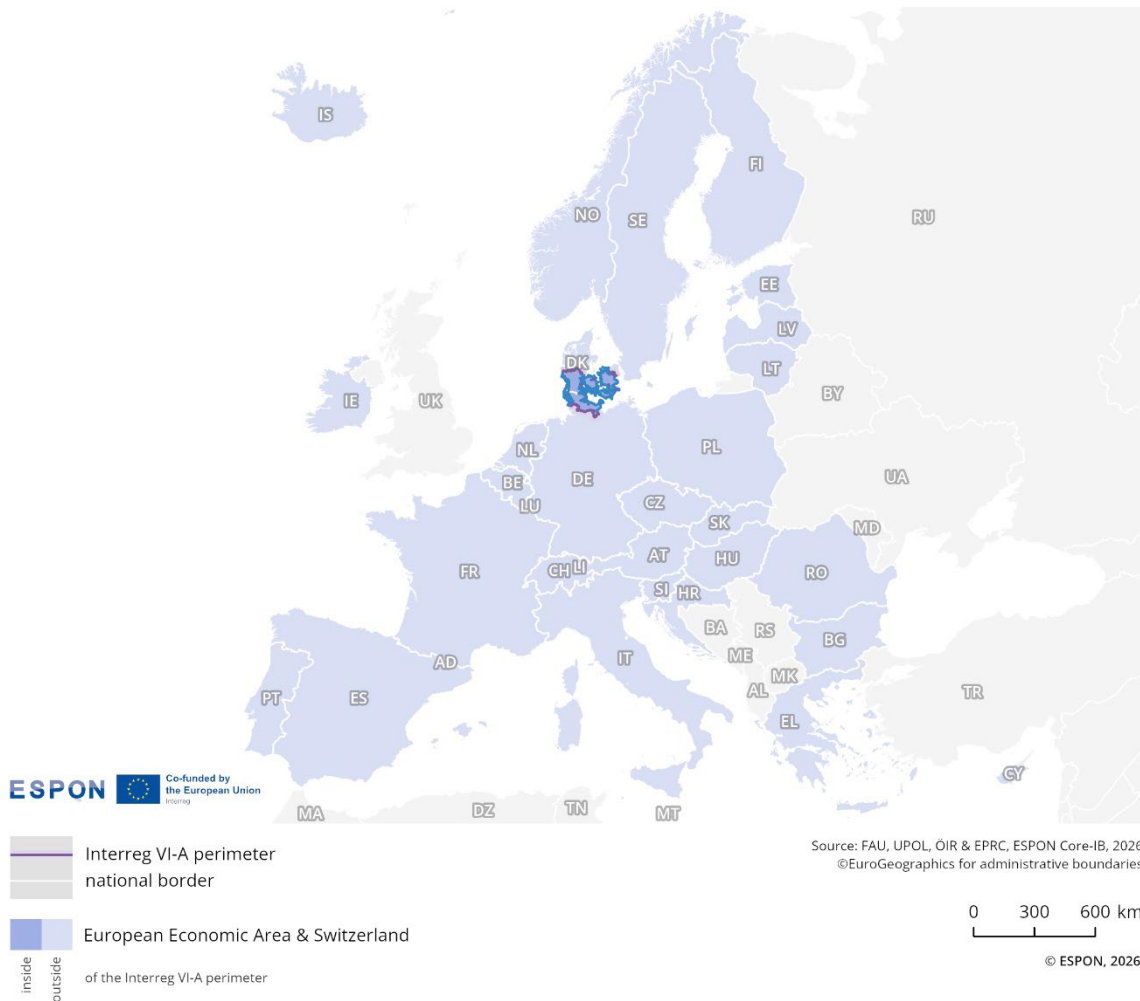 IS
FI
NO
SE
RU
EE
LV
DK
LT
BY
IE
UK
NL
PL
DE
BE
UA
LU
CZ
SK
MD
AT
HU
FR
CH
LI
RO
SI
HR
BA
RS
BG
IT
ME
AD
MK
AL
PT
ES
TR
EL
CY
ESPON
Co-funded by
the European Union
Interreg
MA
DZ
TN
MT
Interreg VI-A perimeter
national border
European Economic Area & Switzerland
inside
outside
of the Interreg VI-A perimeter
Source: FAU, UPOL, ÖIR & EPRC, ESPON Core-IB, 2026
©EuroGeographics for administrative boundaries
0 300 600 km
© ESPON, 2026